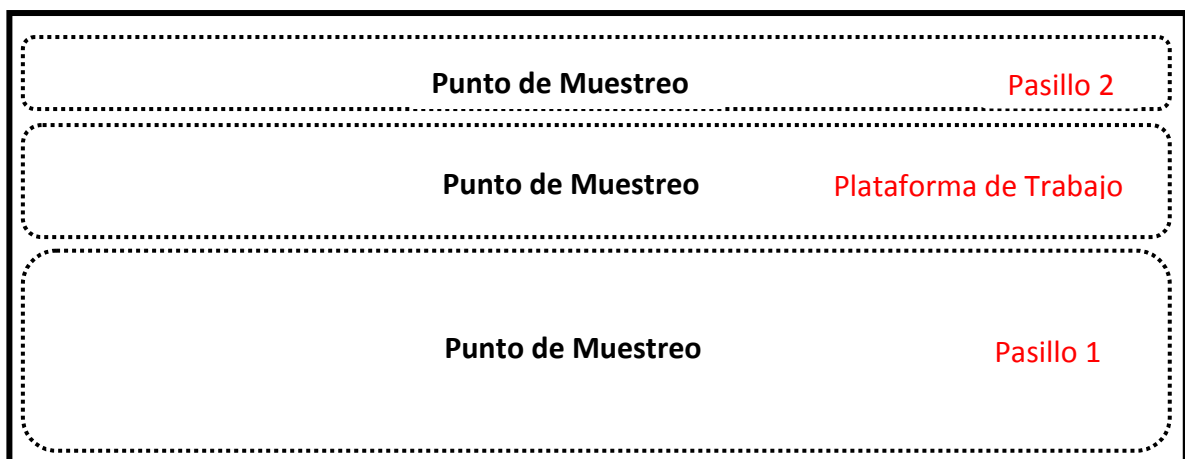 Punto de Muestreo Pasillo 2
Punto de Muestreo Plataforma de Trabajo
Punto de Muestreo Pasillo 1